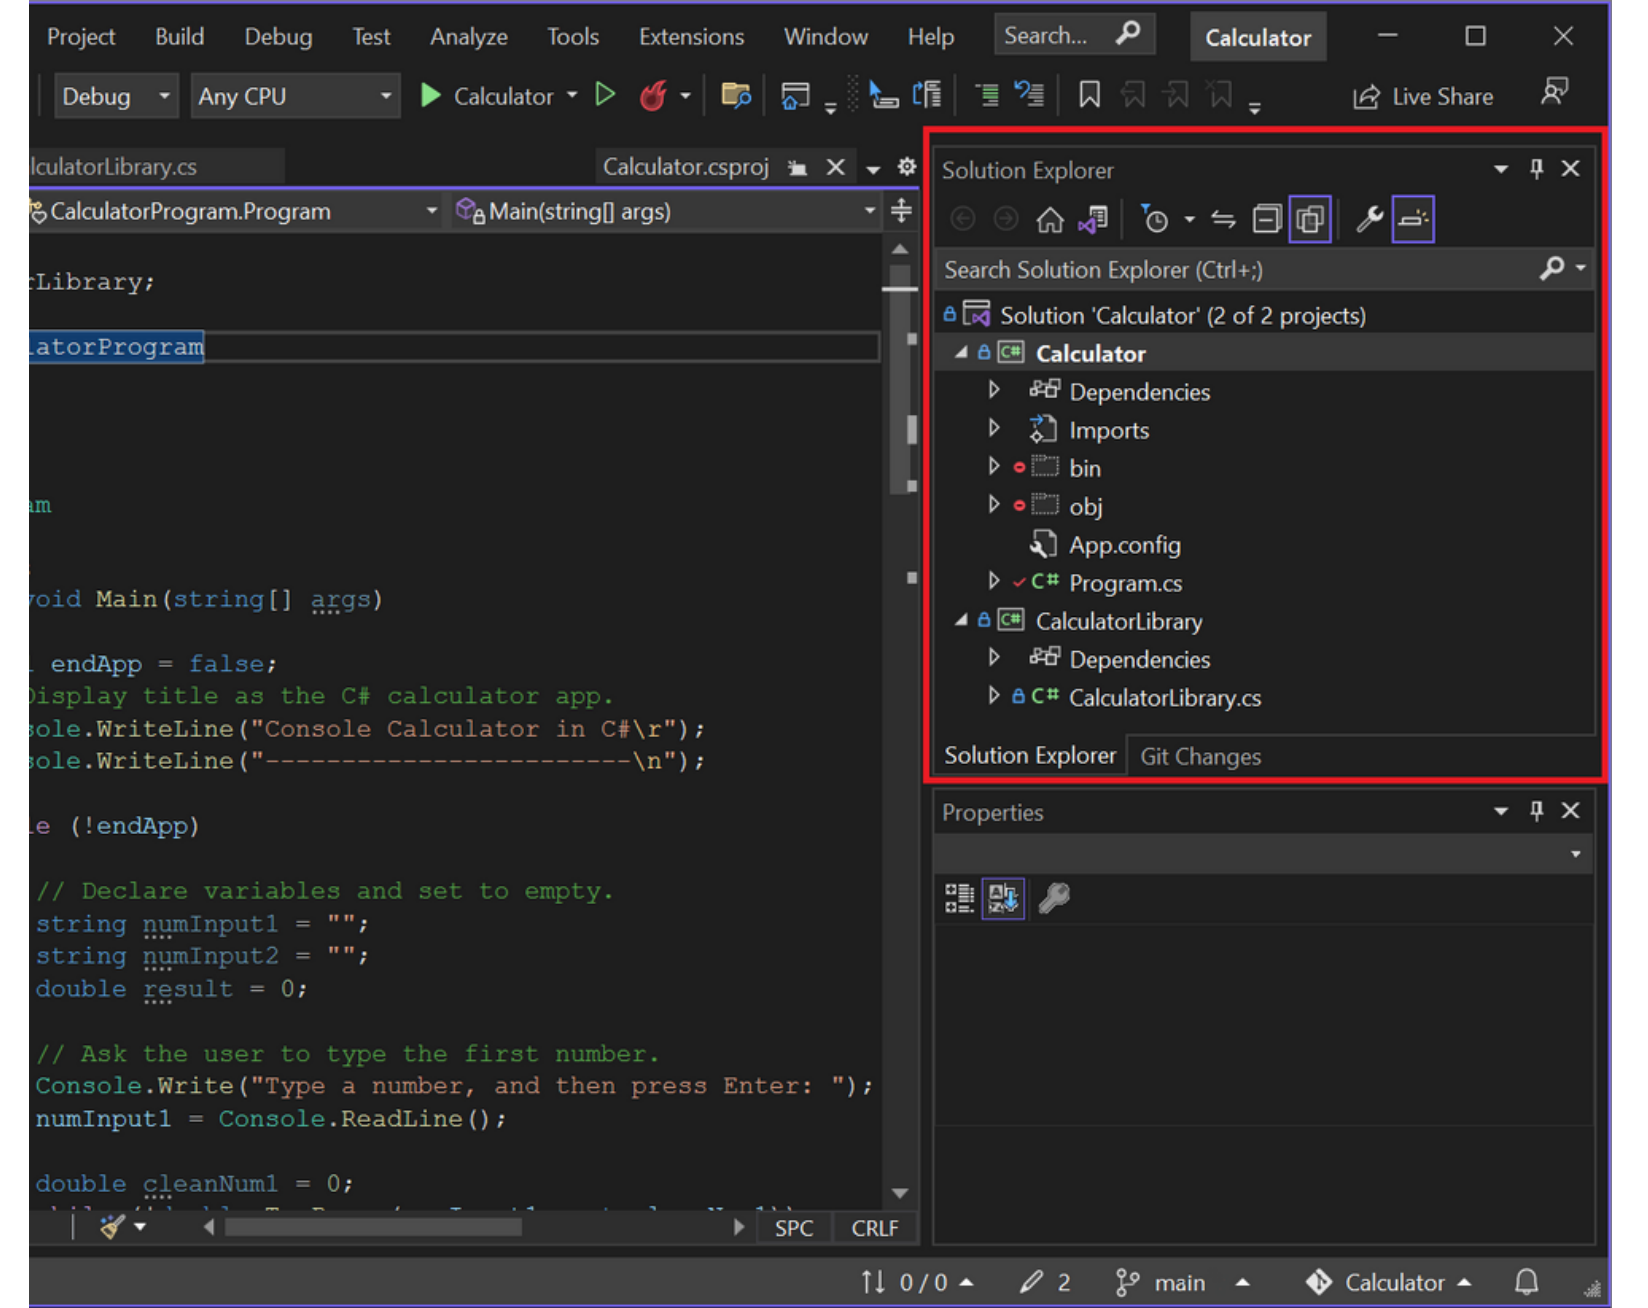 Project Build Debug Test Analyze Tools Extensions Window Help Search... Calculator
Debug Any CPU Calculator Live Share
lculatorLibrary.cs Calculator.csproj
CalculatorProgram.Program Main(string[] args)
rLibrary;
latorProgram
am
void Main(string[] args)
endApp = false;
Display title as the C# calculator app.
sole.WriteLine("Console Calculator in C#\r");
sole.WriteLine("------------------------\n");
le (!endApp)
// Declare variables and set to empty.
string numInput1 = "";
string numInput2 = "";
double result = 0;
// Ask the user to type the first number.
Console.Write("Type a number, and then press Enter: ");
numInput1 = Console.ReadLine();
double cleanNum1 = 0;
SPC CRLF
Solution Explorer
Search Solution Explorer (Ctrl+;)
Solution 'Calculator' (2 of 2 projects)
C# Calculator
Dependencies
Imports
bin
obj
App.config
C# Program.cs
C# CalculatorLibrary
Dependencies
C# CalculatorLibrary.cs
Solution Explorer Git Changes
Properties
0 / 0 2 main Calculator